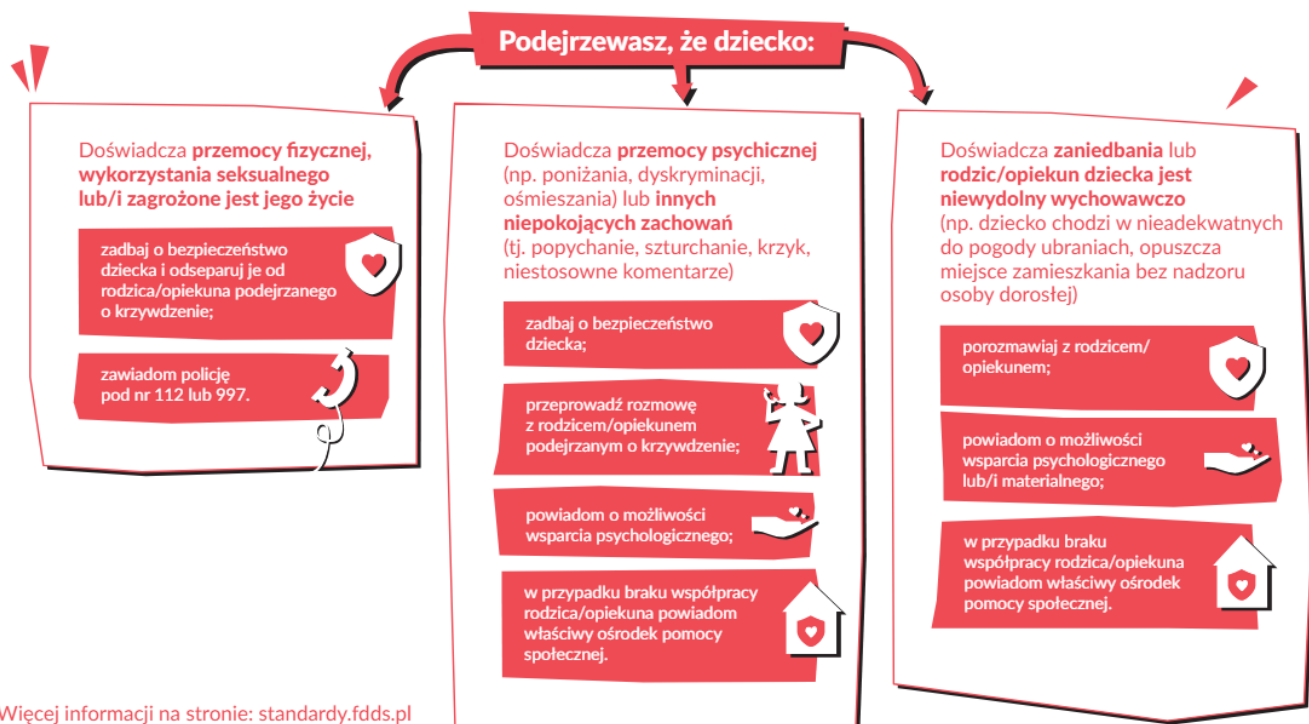 Podejrzewasz, że dziecko:
Doświadcza przemocy fizycznej,
wykorzystania seksualnego
lub/i zagrożone jest jego życie
zadbaj o bezpieczeństwo
dziecka i odseparuj je od
rodzica/opiekuna podejrzanego
o krzywdzenie;
zawiadom policję
pod nr 112 lub 997.
Doświadcza przemocy psychicznej
(np. poniżania, dyskryminacji,
ośmieszania) lub innych
niepokojących zachowań
(tj. popychanie, szturchanie, krzyk,
niestosowne komentarze)
zadbaj o bezpieczeństwo
dziecka;
przeprowadź rozmowę
z rodzicem/opiekunem
podejrzanym o krzywdzenie;
powiadom o możliwości
wsparcia psychologicznego;
w przypadku braku współpracy
rodzica/opiekuna powiadom
właściwy ośrodek pomocy
społecznej.
Doświadcza zaniedbania lub
rodzic/opiekun dziecka jest
niewydolny wychowawczo
(np. dziecko chodzi w nieadekwatnych
do pogody ubraniach, opuszcza
miejsce zamieszkania bez nadzoru
osoby dorosłej)
porozmawiaj z rodzicem/
opiekunem;
powiadom o możliwości
wsparcia psychologicznego
lub/i materialnego;
w przypadku braku
współpracy rodzica/opiekuna
powiadom właściwy ośrodek
pomocy społecznej.
Więcej informacji na stronie: standardy.fdds.pl